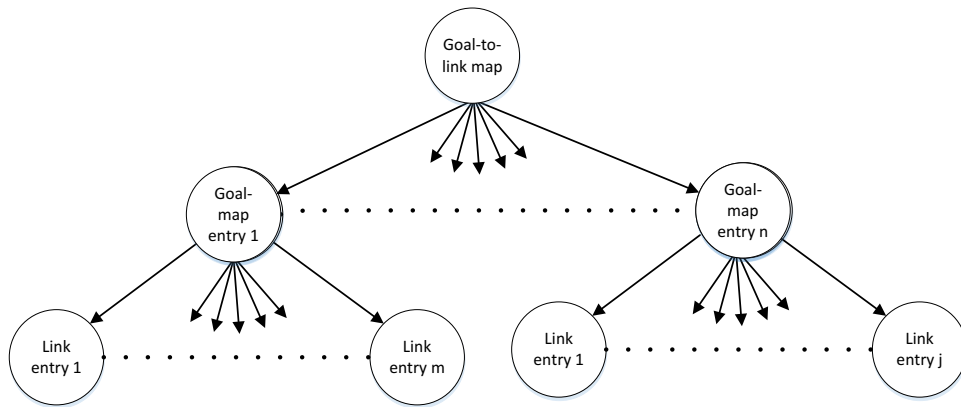 Goal-to-
link map
Goal-
map
entry 1
Goal-
map
entry n
Link
entry 1
Link
entry m
Link
entry 1
Link
entry j